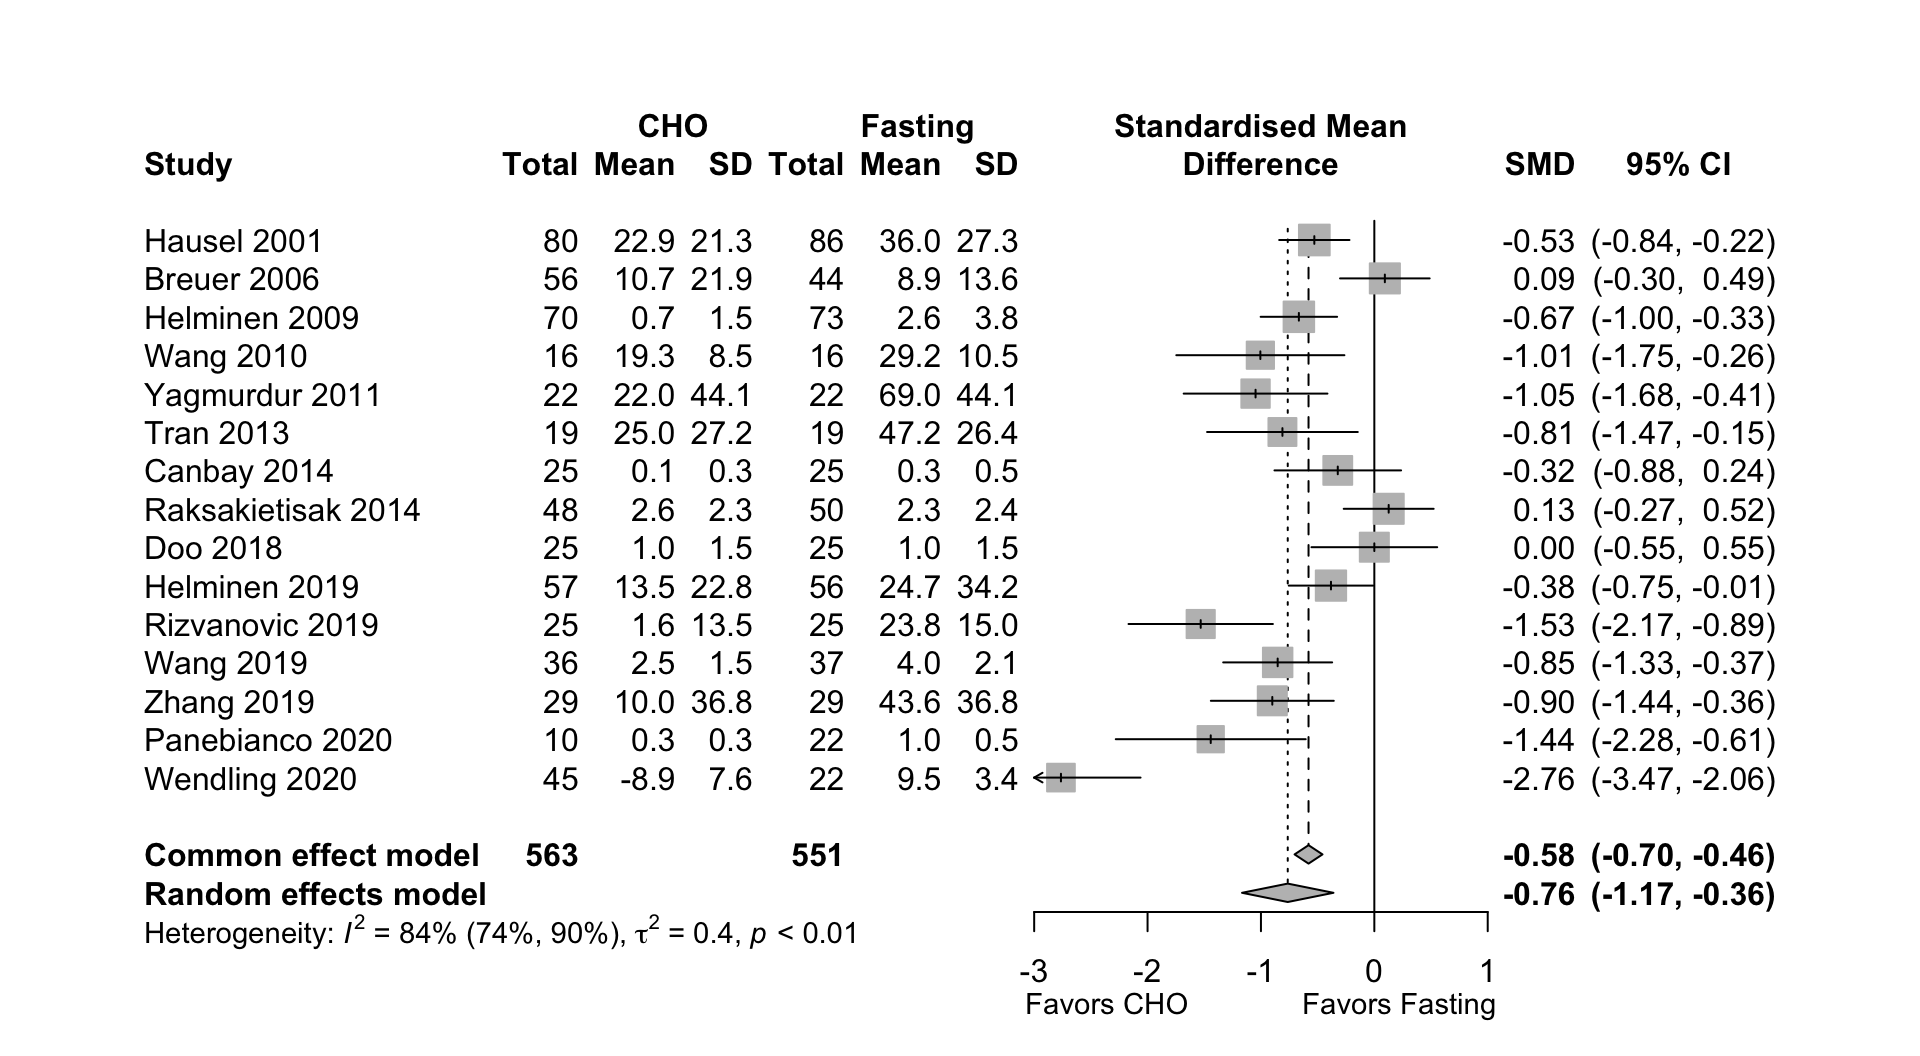 CHO Fasting Standardised Mean
Study Total Mean SD Total Mean SD Difference SMD 95% CI
Hausel 2001 80 22.9 21.3 86 36.0 27.3 -0.53 (-0.84, -0.22)
Breuer 2006 56 10.7 21.9 44 8.9 13.6 0.09 (-0.30, 0.49)
Helminen 2009 70 0.7 1.5 73 2.6 3.8 -0.67 (-1.00, -0.33)
Wang 2010 16 19.3 8.5 16 29.2 10.5 -1.01 (-1.75, -0.26)
Yagmurdur 2011 22 22.0 44.1 22 69.0 44.1 -1.05 (-1.68, -0.41)
Tran 2013 19 25.0 27.2 19 47.2 26.4 -0.81 (-1.47, -0.15)
Canbay 2014 25 0.1 0.3 25 0.3 0.5 -0.32 (-0.88, 0.24)
Raksakietisak 2014 48 2.6 2.3 50 2.3 2.4 0.13 (-0.27, 0.52)
Doo 2018 25 1.0 1.5 25 1.0 1.5 0.00 (-0.55, 0.55)
Helminen 2019 57 13.5 22.8 56 24.7 34.2 -0.38 (-0.75, -0.01)
Rizvanovic 2019 25 1.6 13.5 25 23.8 15.0 -1.53 (-2.17, -0.89)
Wang 2019 36 2.5 1.5 37 4.0 2.1 -0.85 (-1.33, -0.37)
Zhang 2019 29 10.0 36.8 29 43.6 36.8 -0.90 (-1.44, -0.36)
Panebianco 2020 10 0.3 0.3 22 1.0 0.5 -1.44 (-2.28, -0.61)
Wendling 2020 45 -8.9 7.6 22 9.5 3.4 -2.76 (-3.47, -2.06)
Common effect model 563 551 -0.58 (-0.70, -0.46)
Random effects model -0.76 (-1.17, -0.36)
Heterogeneity: I² = 84% (74%, 90%), τ² = 0.4, p < 0.01
-3 -2 -1 0 1
Favors CHO Favors Fasting